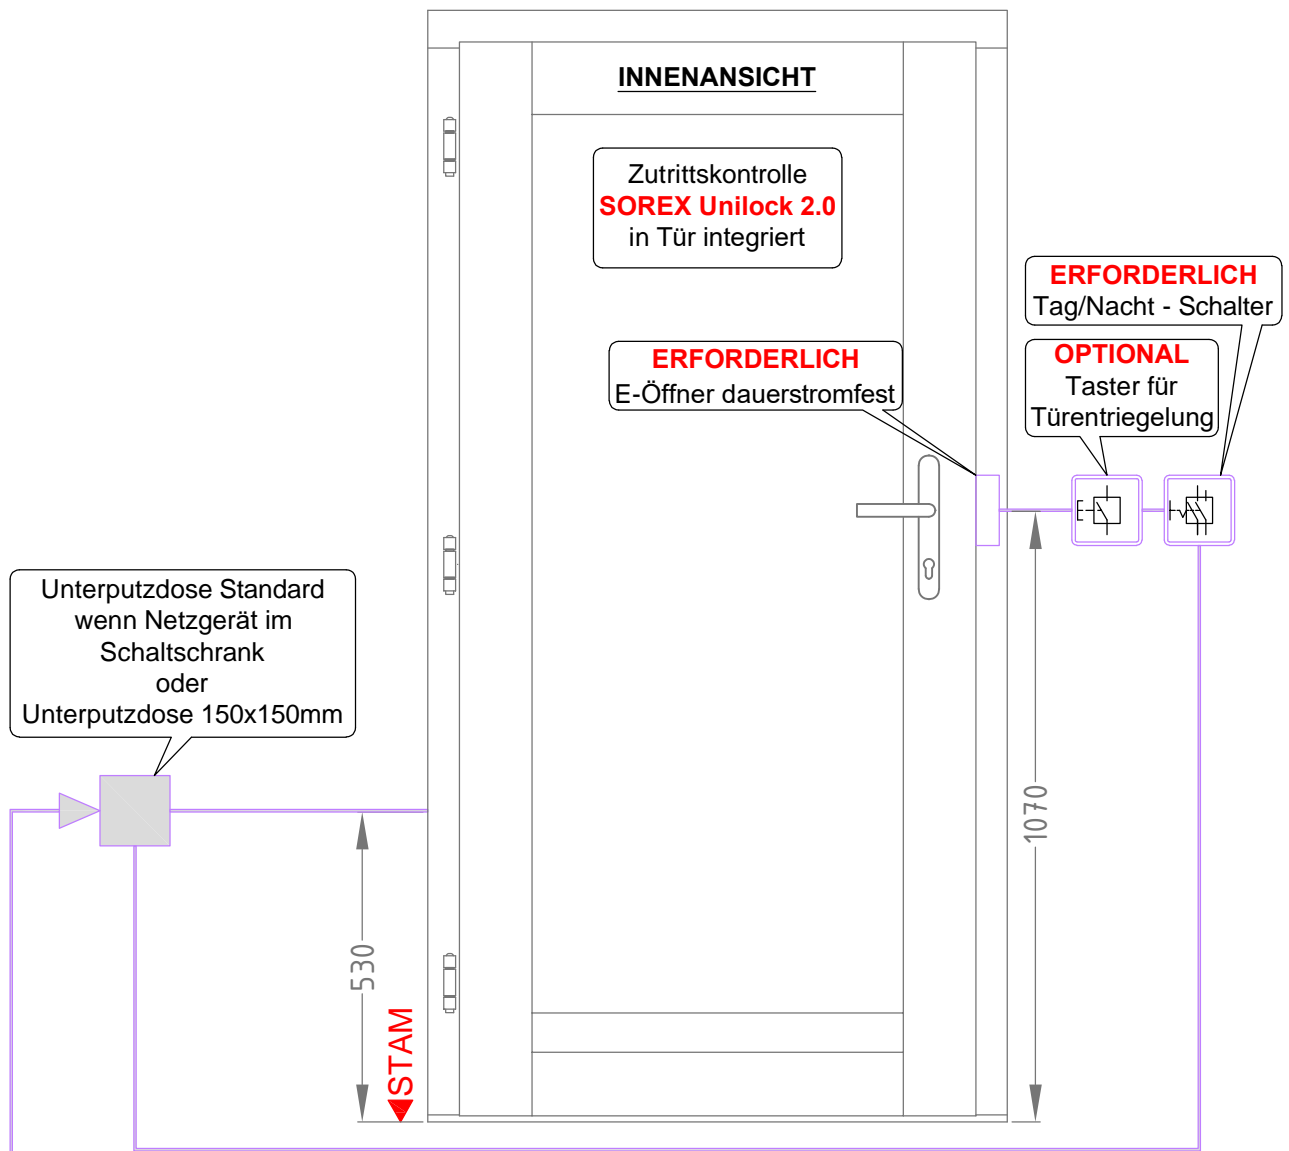 INNENANSICHT
Zutrittskontrolle
SOREX Unilock 2.0
in Tür integriert
ERFORDERLICH
Tag/Nacht - Schalter
ERFORDERLICH
E-Öffner dauerstromfest
OPTIONAL
Taster für
Türentriegelung
Unterputzdose Standard
wenn Netzgerät im
Schaltschrank
oder
Unterputzdose 150x150mm
1070
530
STAM